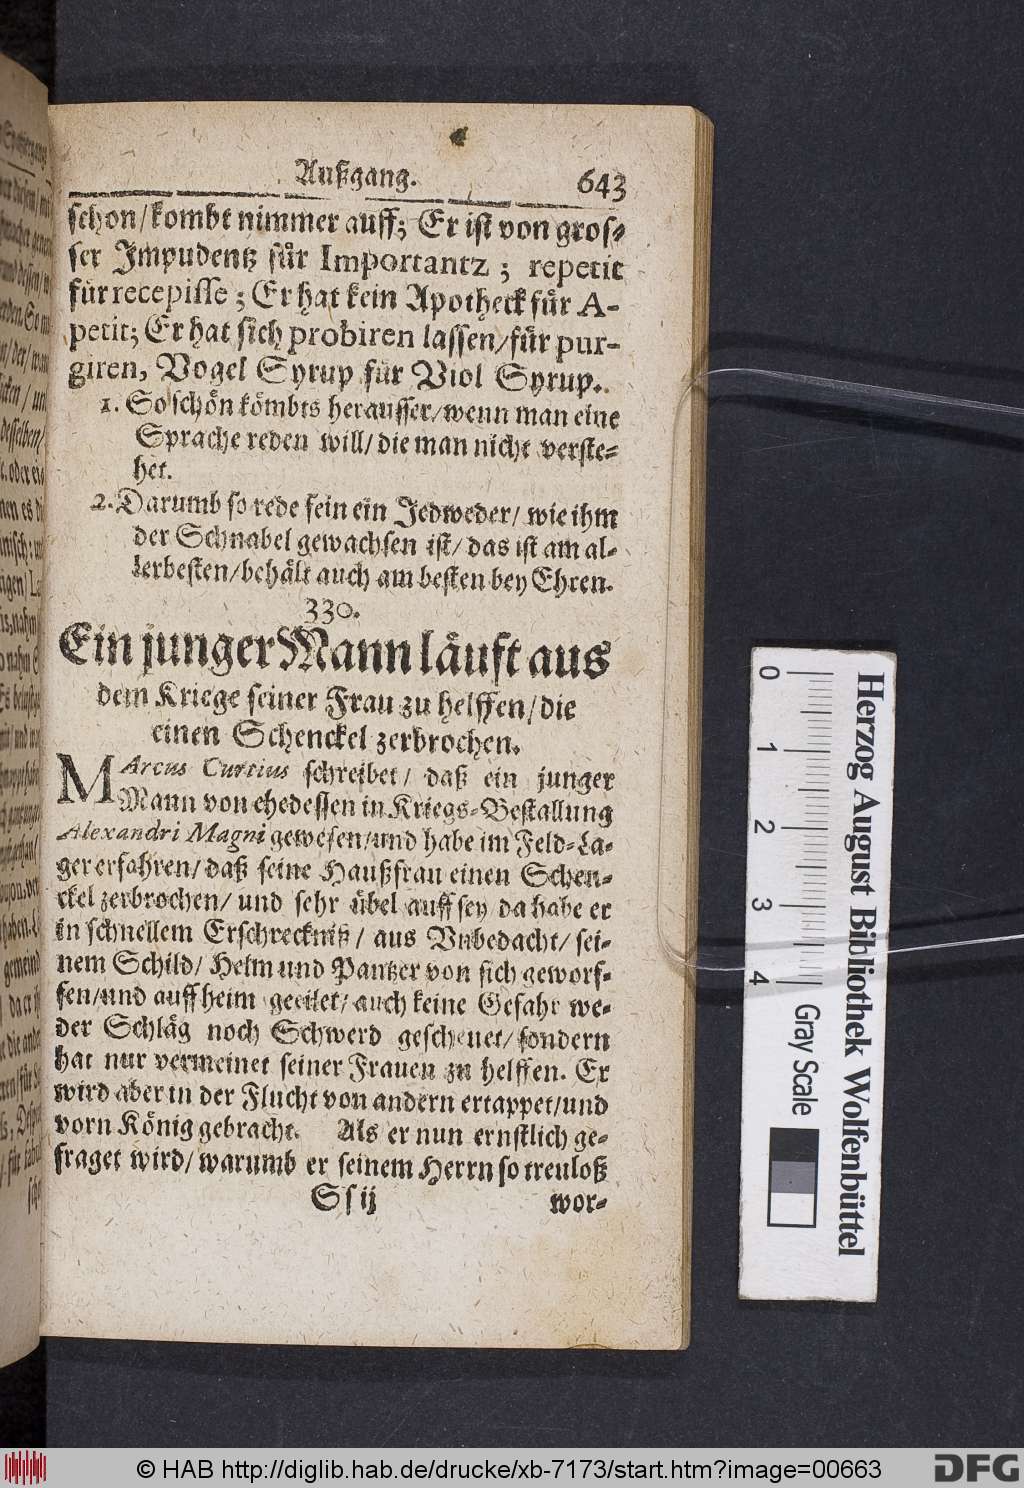 Außgang. 643
schon/kombt nimmer auff; Er ist von gros-
ser Impudentz für Importantz; repetit
für recepisse; Er hat kein Apotheck für A-
petit; Er hat sich probiren lassen/für pur-
giren, Vogel Syrup für Viol Syrup.
1. So schön kömbts herausser/wenn man eine
Sprache reden will/die man nicht verste-
het.
2. Darumb so rede fein ein Jedweder/wie ihm
der Schnabel gewachsen ist/das ist am al-
lerbesten/behält auch am besten bey Ehren.
330.
Ein junger Mann läuft aus
dem Kriege seiner Frau zu helffen/die
einen Schenckel zerbrochen.
MArcus Curtius schreibet/ daß ein junger
Mann von ehedessen in Kriegs-Bestallung
Alexandri Magni gewesen/und habe im Feld-La-
ger erfahren/daß seine Haußfrau einen Schen-
ckel zerbrochen/ und sehr übel auff sey da habe er
in schnellem Erschreckniß/ aus Vnbedacht/sei-
nem Schild/ Helm und Pantzer von sich geworf-
fen/und auff heim geeilet/auch keine Gefahr we-
der Schläg noch Schwerd gescheuet/sondern
hat nur vermeinet seiner Frauen zu helffen. Er
wird aber in der Flucht von andern ertappet/und
vorn König gebracht. Als er nun ernstlich ge-
fraget wird/warumb er seinem Herrn so treuloß
Ss ij wor-
Herzog August Bibliothek Wolfenbüttel
0 1 2 3 4 Gray Scale
© HAB http://diglib.hab.de/drucke/xb-7173/start.htm?image=00663
DFG